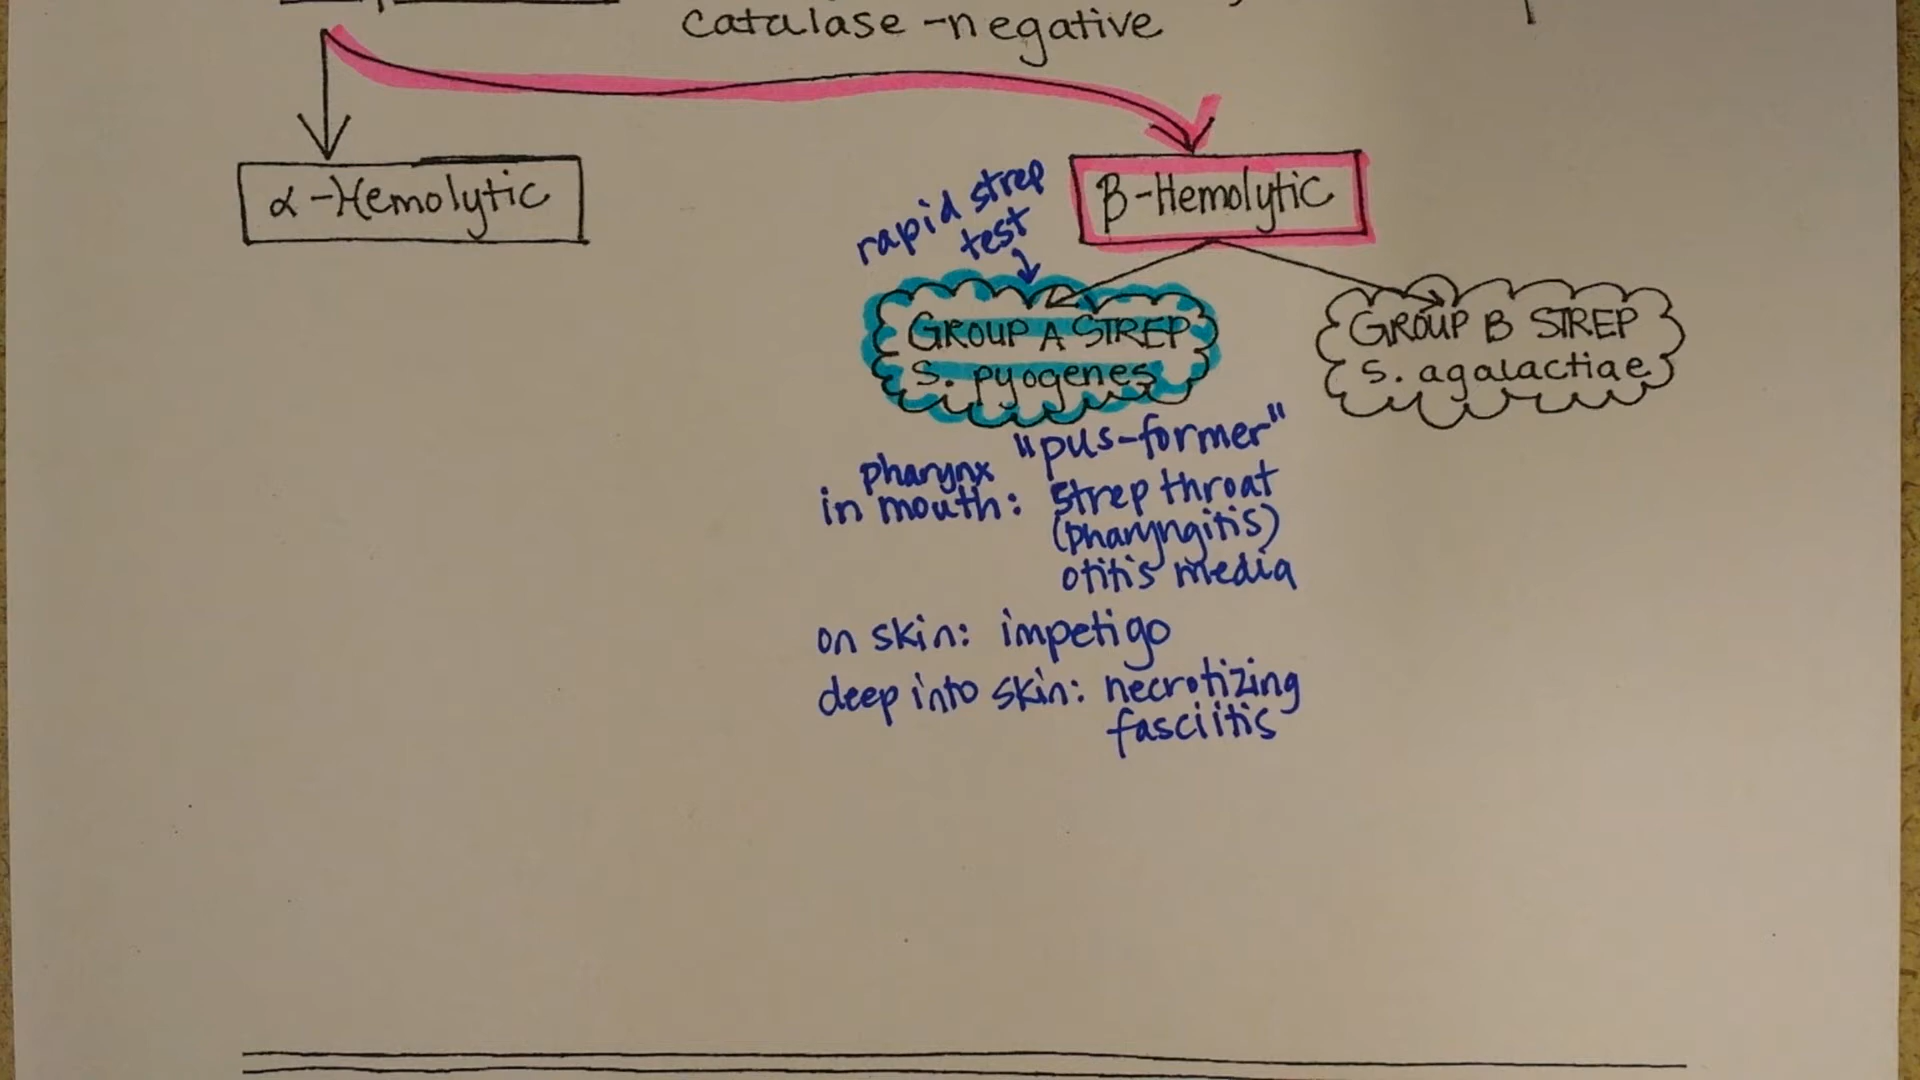 catalase-negative
α-Hemolytic
β-Hemolytic
rapid strep
test
GROUP A STREP
S. pyogenes
GROUP B STREP
S. agalactiae
"pus-former"
pharynx
in mouth: strep throat
(pharyngitis)
otitis media
on skin: impetigo
deep into skin: necrotizing
fasciitis